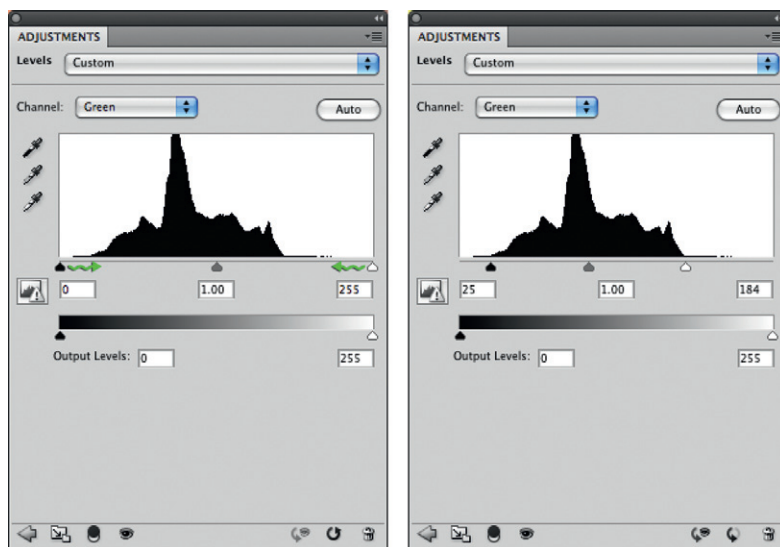 ADJUSTMENTS
Levels Custom
Channel: Green Auto
0 1.00 255
Output Levels: 0 255
ADJUSTMENTS
Levels Custom
Channel: Green Auto
25 1.00 184
Output Levels: 0 255